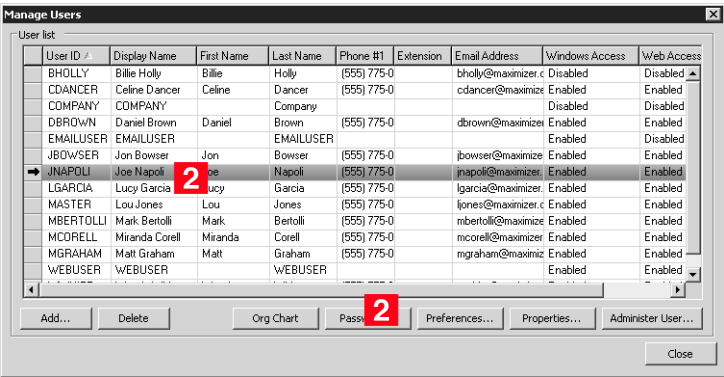 Manage Users
User list
User ID Display Name First Name Last Name Phone #1 Extension Email Address Windows Access Web Access
BHOLLY Billie Holly Billie Holly (555) 775-0 bholly@maximizer.c Disabled Disabled
CDANCER Celine Dancer Celine Dancer (555) 775-0 cdancer@maximize Enabled Enabled
COMPANY COMPANY Company Disabled Disabled
DBROWN Daniel Brown Daniel Brown (555) 775-0 dbrown@maximizer Enabled Enabled
EMAILUSER EMAILUSER EMAILUSER Enabled Disabled
JBOWSER Jon Bowser Jon Bowser (555) 775-0 jbowser@maximize Enabled Enabled
JNAPOLI Joe Napoli 2 oe Napoli (555) 775-0 jnapoli@maximizer. Enabled Enabled
LGARCIA Lucy Garcia ucy Garcia (555) 775-0 lgarcia@maximizer.c Enabled Enabled
MASTER Lou Jones Lou Jones (555) 775-0 ljones@maximizer.c Enabled Enabled
MBERTOLLI Mark Bertolli Mark Bertolli (555) 775-0 mbertolli@maximize Enabled Enabled
MCORELL Miranda Corell Miranda Corell (555) 775-0 mcorell@maximizer Enabled Enabled
MGRAHAM Matt Graham Matt Graham (555) 775-0 mgraham@maximiz Enabled Enabled
WEBUSER WEBUSER WEBUSER Enabled Enabled
Add... Delete Org Chart Passw 2 Preferences... Properties... Administer User...
Close